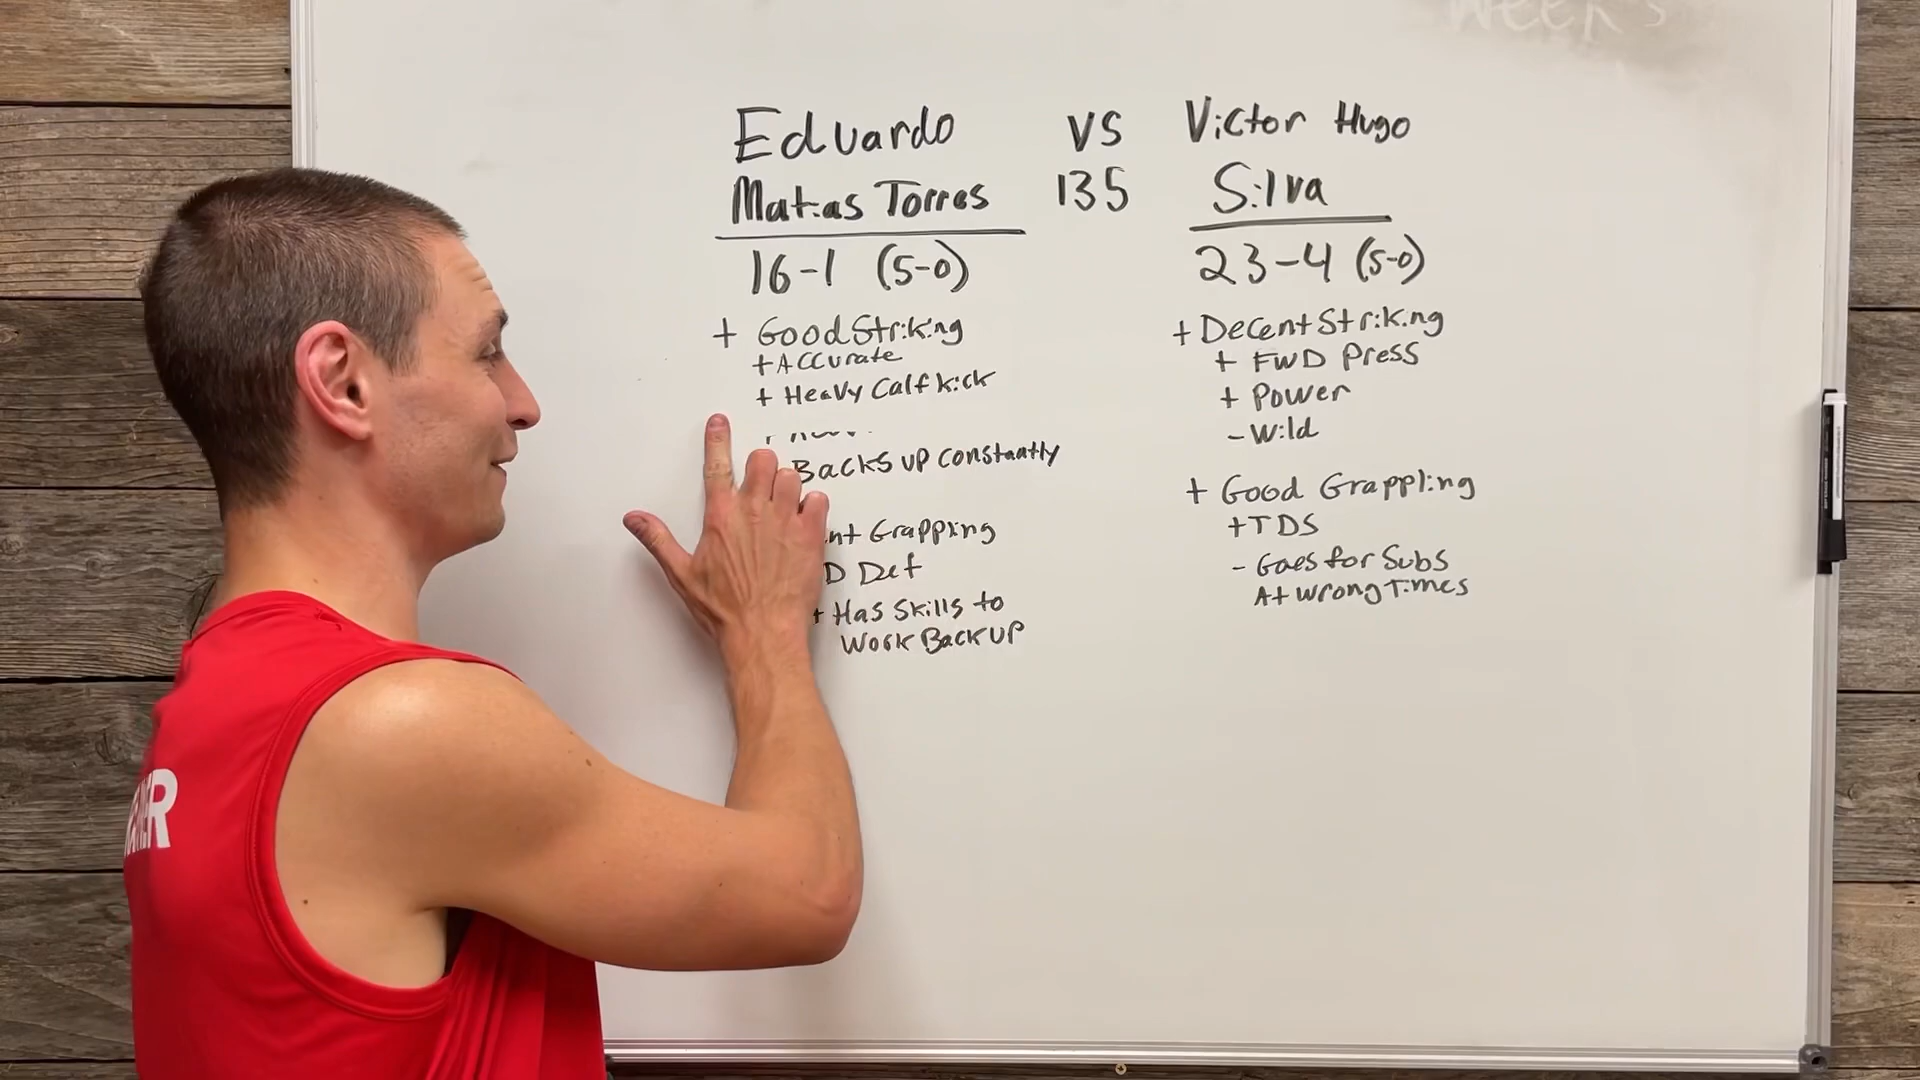 WEEKS
Eduardo
Matias Torres
16-1 (5-0)
+ Good Striking
+ Accurate
+ Heavy Calf kick
Backs up constantly
Grappling
Def
+ Has Skills to
Work Back up
VS
135
Victor Hugo
Silva
23-4 (5-0)
+ Decent Striking
+ FWD Press
+ Power
- Wild
+ Good Grappling
+ TDS
- Goes for Subs
At wrong Times